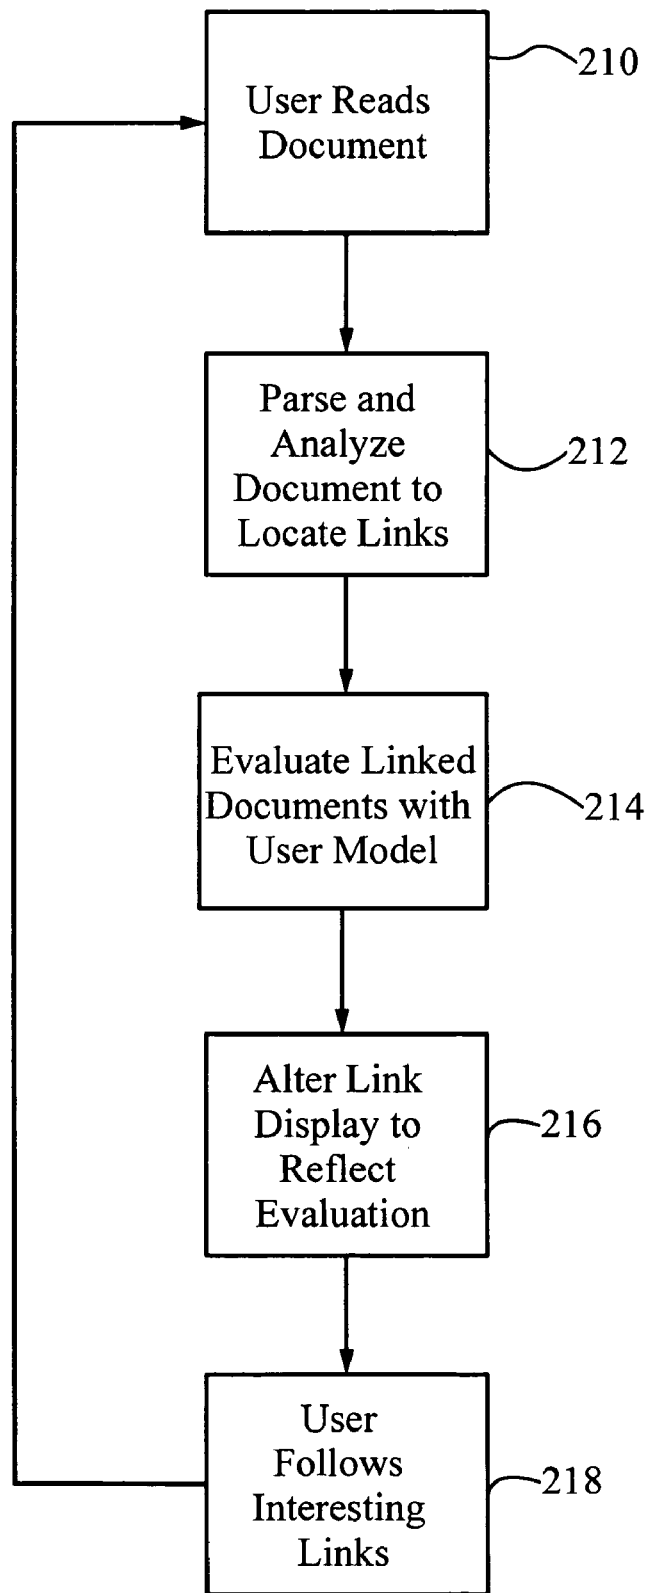 User Reads
Document
210
Parse and
Analyze
Document to
Locate Links
212
Evaluate Linked
Documents with
User Model
214
Alter Link
Display to
Reflect
Evaluation
216
User
Follows
Interesting
Links
218